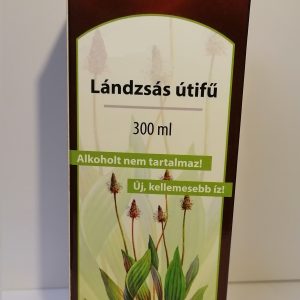 Lándzsás útifű
300 ml
Alkoholt nem tartalmaz!
Új, kellemesebb íz!